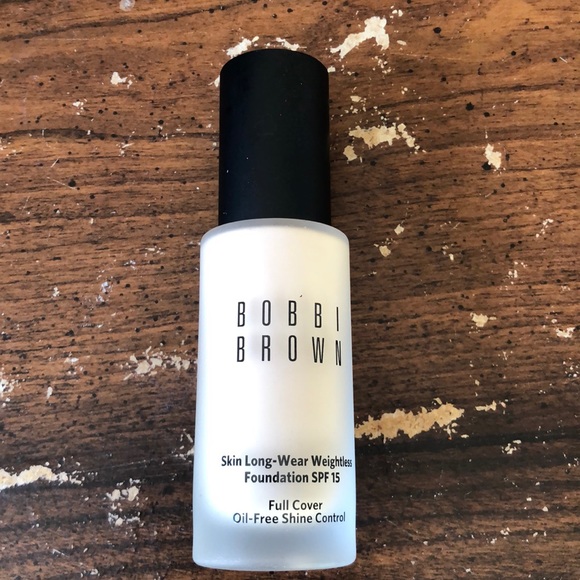 BOBBI
BROWN
Skin Long-Wear Weightless
Foundation SPF 15
Full Cover
Oil-Free Shine Control